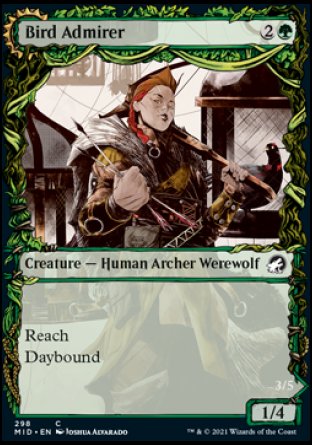 Bird Admirer 2
Creature — Human Archer Werewolf
Reach
Daybound
3/5
1/4
298 C
MID • EN Joshua Alvarado ™ & © 2021 Wizards of the Coast